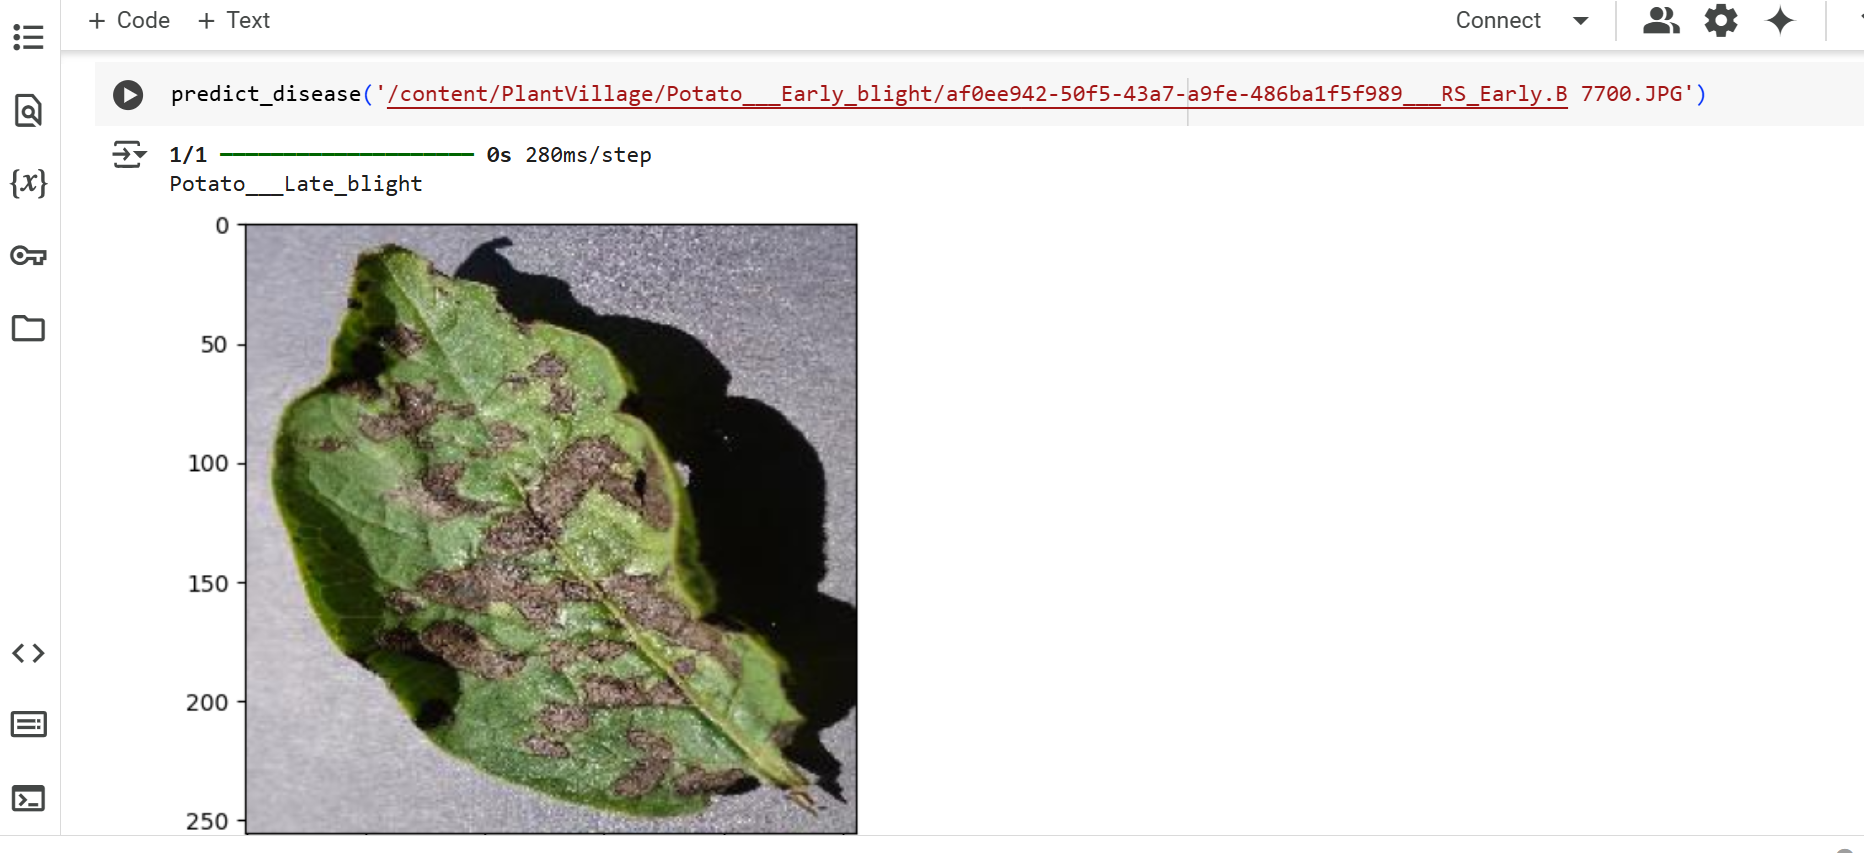 + Code + Text
Connect
predict_disease('/content/PlantVillage/Potato___Early_blight/af0ee942-50f5-43a7-a9fe-486ba1f5f989___RS_Early.B 7700.JPG')
1/1 ━━━━━━━━━━━━━━━━━━━━ 0s 280ms/step
Potato___Late_blight
0
50
100
150
200
250
{x}